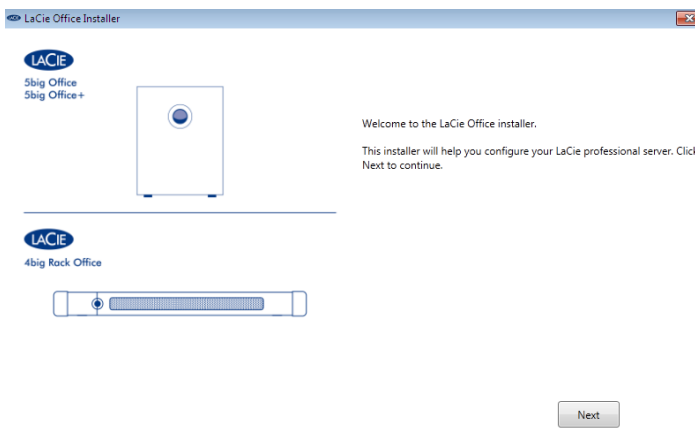 LaCie Office Installer
LACIE
5big Office
5big Office+
Welcome to the LaCie Office installer.
This installer will help you configure your LaCie professional server. Click
Next to continue.
LACIE
4big Rack Office
Next